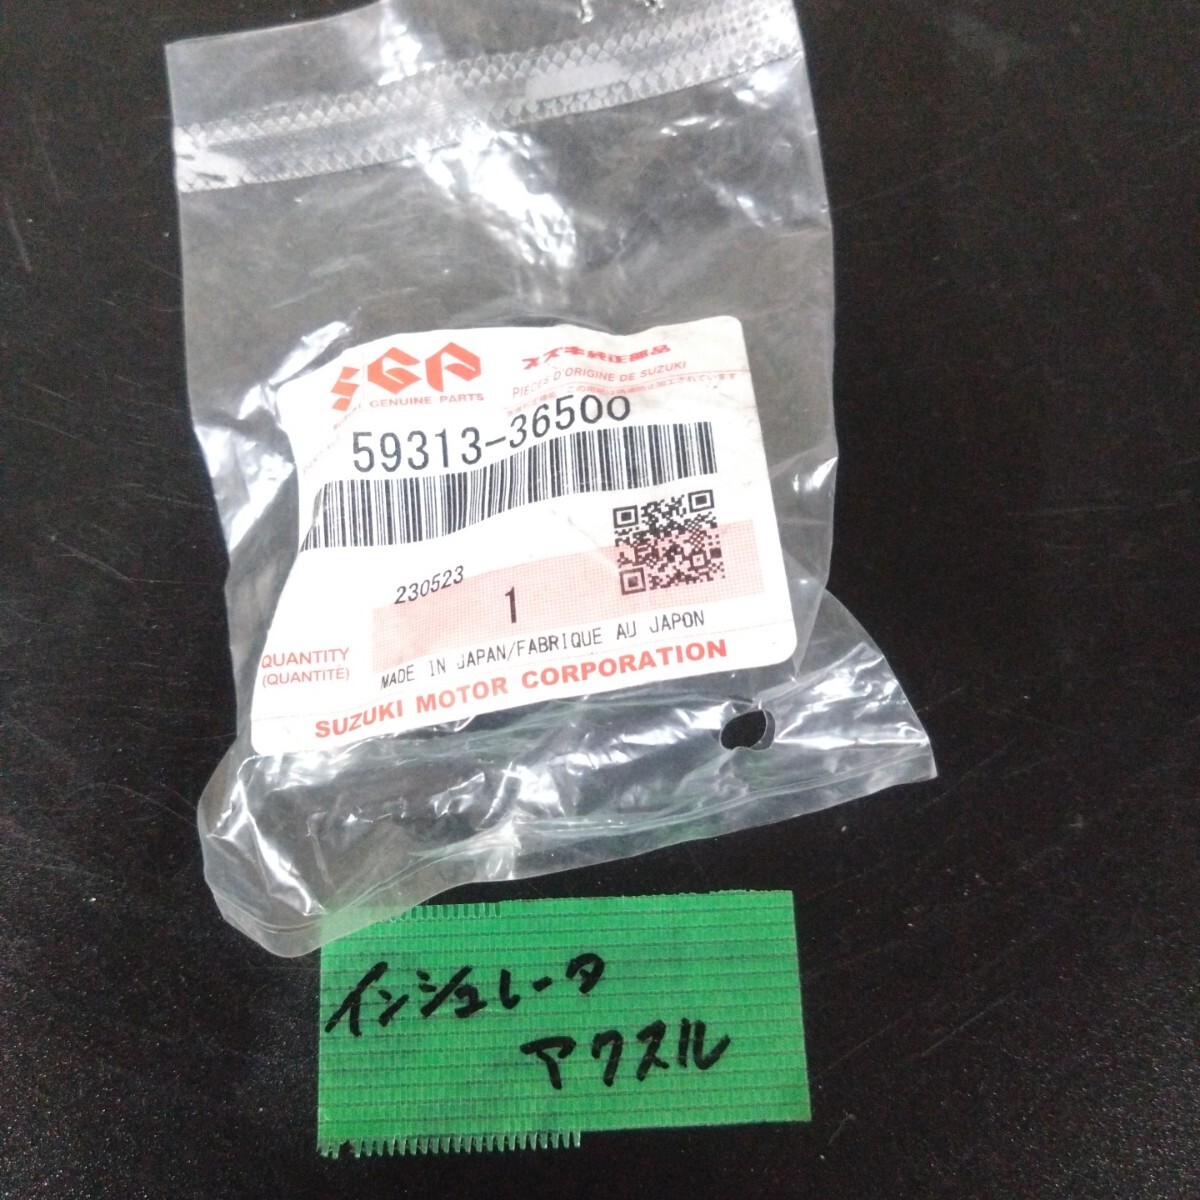 SGP
スズキ純正部品
GENUINE PARTS
PIECES D'ORIGINE DE SUZUKI
59313-36500
230523
1
QUANTITY
(QUANTITÉ)
MADE IN JAPAN/FABRIQUE AU JAPON
SUZUKI MOTOR CORPORATION
インシュレータ
アクスル